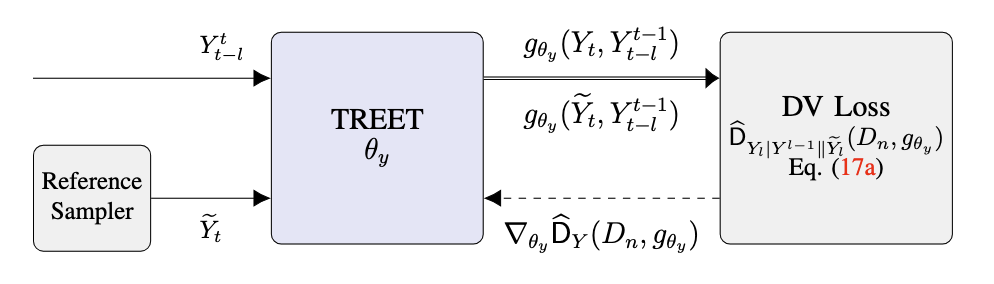 $Y_{t-l}^{t}$
$g_{\theta_y}(Y_t, Y_{t-l}^{t-1})$
TREET
$\theta_y$
$g_{\theta_y}(\widetilde{Y}_t, Y_{t-l}^{t-1})$
DV Loss
$\widehat{\mathsf{D}}_{Y_l|Y^{l-1}\|\widetilde{Y}_l}(D_n, g_{\theta_y})$
Eq. (17a)
Reference
Sampler
$\widetilde{Y}_t$
$\nabla_{\theta_y}\widehat{\mathsf{D}}_Y(D_n, g_{\theta_y})$